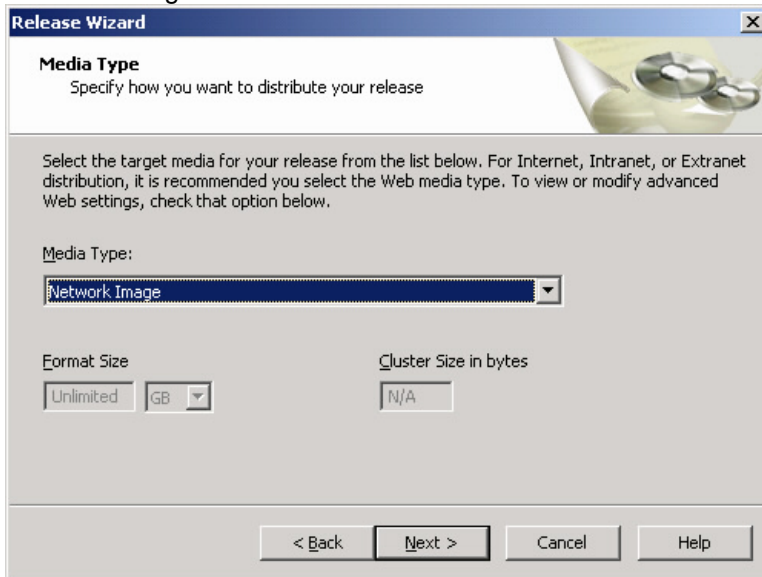 Release Wizard
Media Type
Specify how you want to distribute your release
Select the target media for your release from the list below. For Internet, Intranet, or Extranet
distribution, it is recommended you select the Web media type. To view or modify advanced
Web settings, check that option below.
Media Type:
Network Image
Format Size
Cluster Size in bytes
Unlimited
GB
N/A
< Back
Next >
Cancel
Help